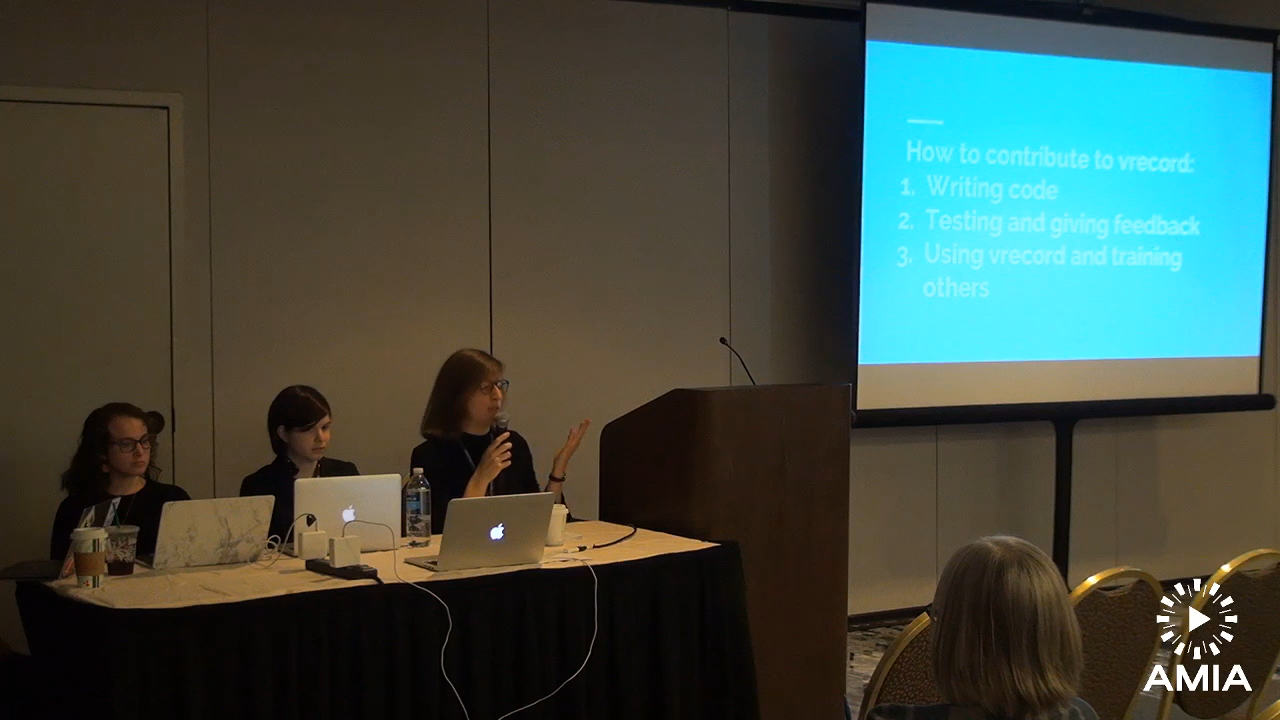 How to contribute to vrecord:
1. Writing code
2. Testing and giving feedback
3. Using vrecord and training
others
AMIA